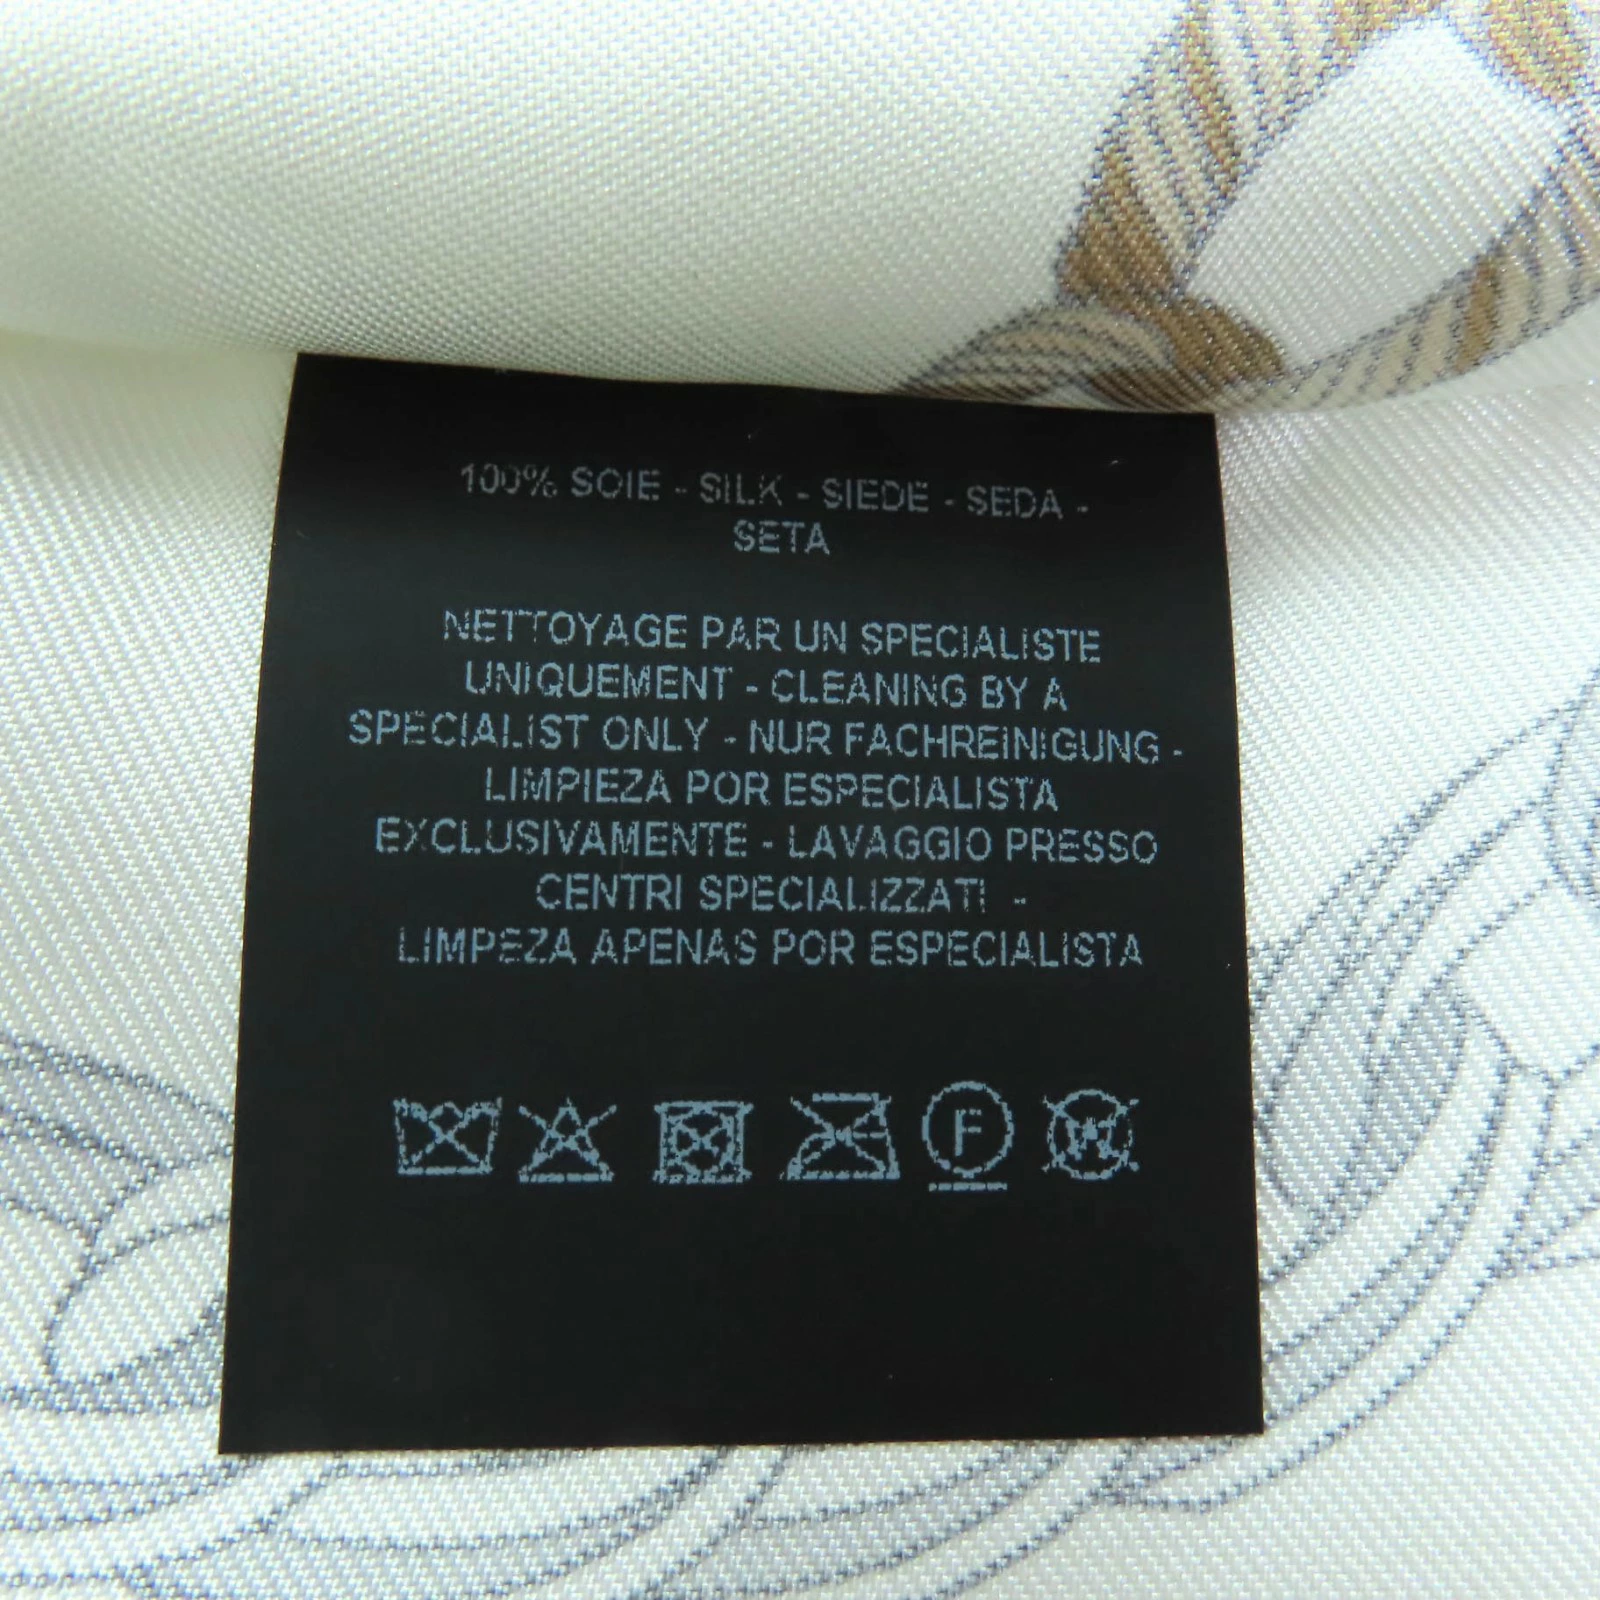 100% SOIE - SILK - SIEDE - SEDA -
SETA
NETTOYAGE PAR UN SPECIALISTE
UNIQUEMENT - CLEANING BY A
SPECIALIST ONLY - NUR FACHREINIGUNG -
LIMPIEZA POR ESPECIALISTA
EXCLUSIVAMENTE - LAVAGGIO PRESSO
CENTRI SPECIALIZZATI -
LIMPEZA APENAS POR ESPECIALISTA
F W